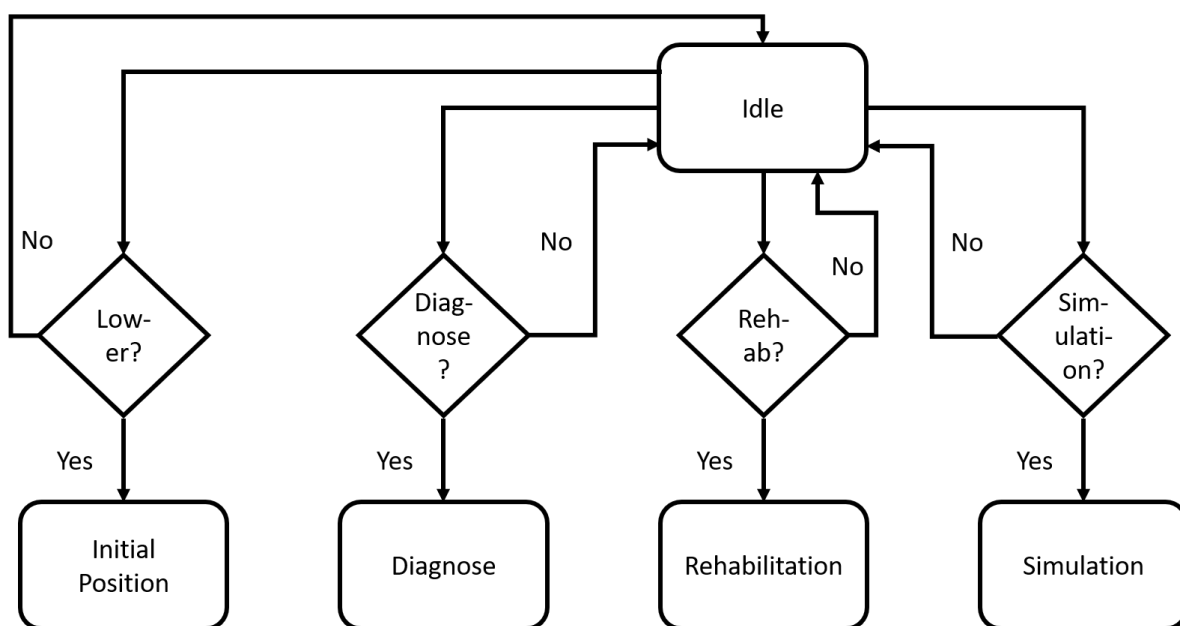 Idle
No
No
No
No
Low-
er?
Diag-
nose
?
Reh-
ab?
Sim-
ulati-
on?
Yes
Yes
Yes
Yes
Initial
Position
Diagnose
Rehabilitation
Simulation